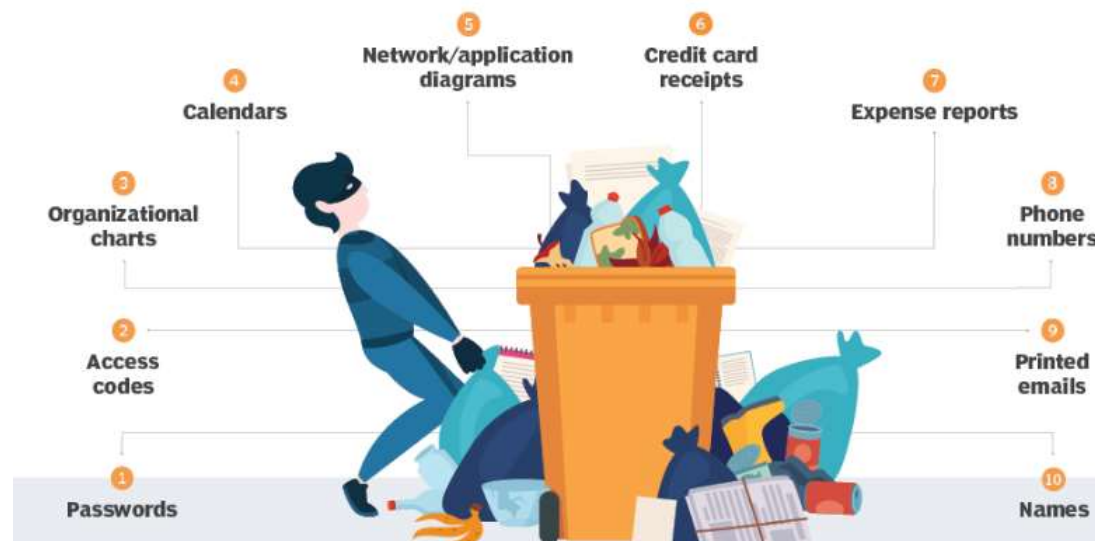 1
Passwords
2
Access
codes
3
Organizational
charts
4
Calendars
5
Network/application
diagrams
6
Credit card
receipts
7
Expense reports
8
Phone
numbers
9
Printed
emails
10
Names